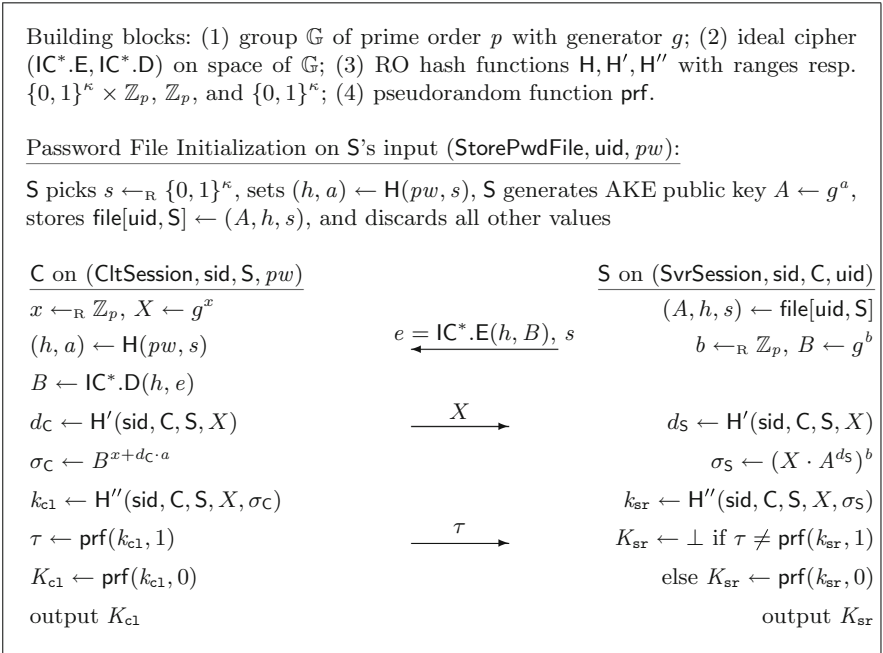 Building blocks: (1) group 𝔾 of prime order p with generator g; (2) ideal cipher
(IC*.E, IC*.D) on space of 𝔾; (3) RO hash functions H, H′, H″ with ranges resp.
{0, 1}^κ × ℤ_p, ℤ_p, and {0, 1}^κ; (4) pseudorandom function prf.
Password File Initialization on S's input (StorePwdFile, uid, pw):
S picks s ←_R {0, 1}^κ, sets (h, a) ← H(pw, s), S generates AKE public key A ← g^a,
stores file[uid, S] ← (A, h, s), and discards all other values
C on (CltSession, sid, S, pw) S on (SvrSession, sid, C, uid)
x ←_R ℤ_p, X ← g^x (A, h, s) ← file[uid, S]
(h, a) ← H(pw, s) e = IC*.E(h, B), s b ←_R ℤ_p, B ← g^b
B ← IC*.D(h, e)
d_C ← H′(sid, C, S, X) X d_S ← H′(sid, C, S, X)
σ_C ← B^{x+d_C·a} σ_S ← (X · A^{d_S})^b
k_cl ← H″(sid, C, S, X, σ_C) k_sr ← H″(sid, C, S, X, σ_S)
τ ← prf(k_cl, 1) τ K_sr ← ⊥ if τ ≠ prf(k_sr, 1)
K_cl ← prf(k_cl, 0) else K_sr ← prf(k_sr, 0)
output K_cl output K_sr